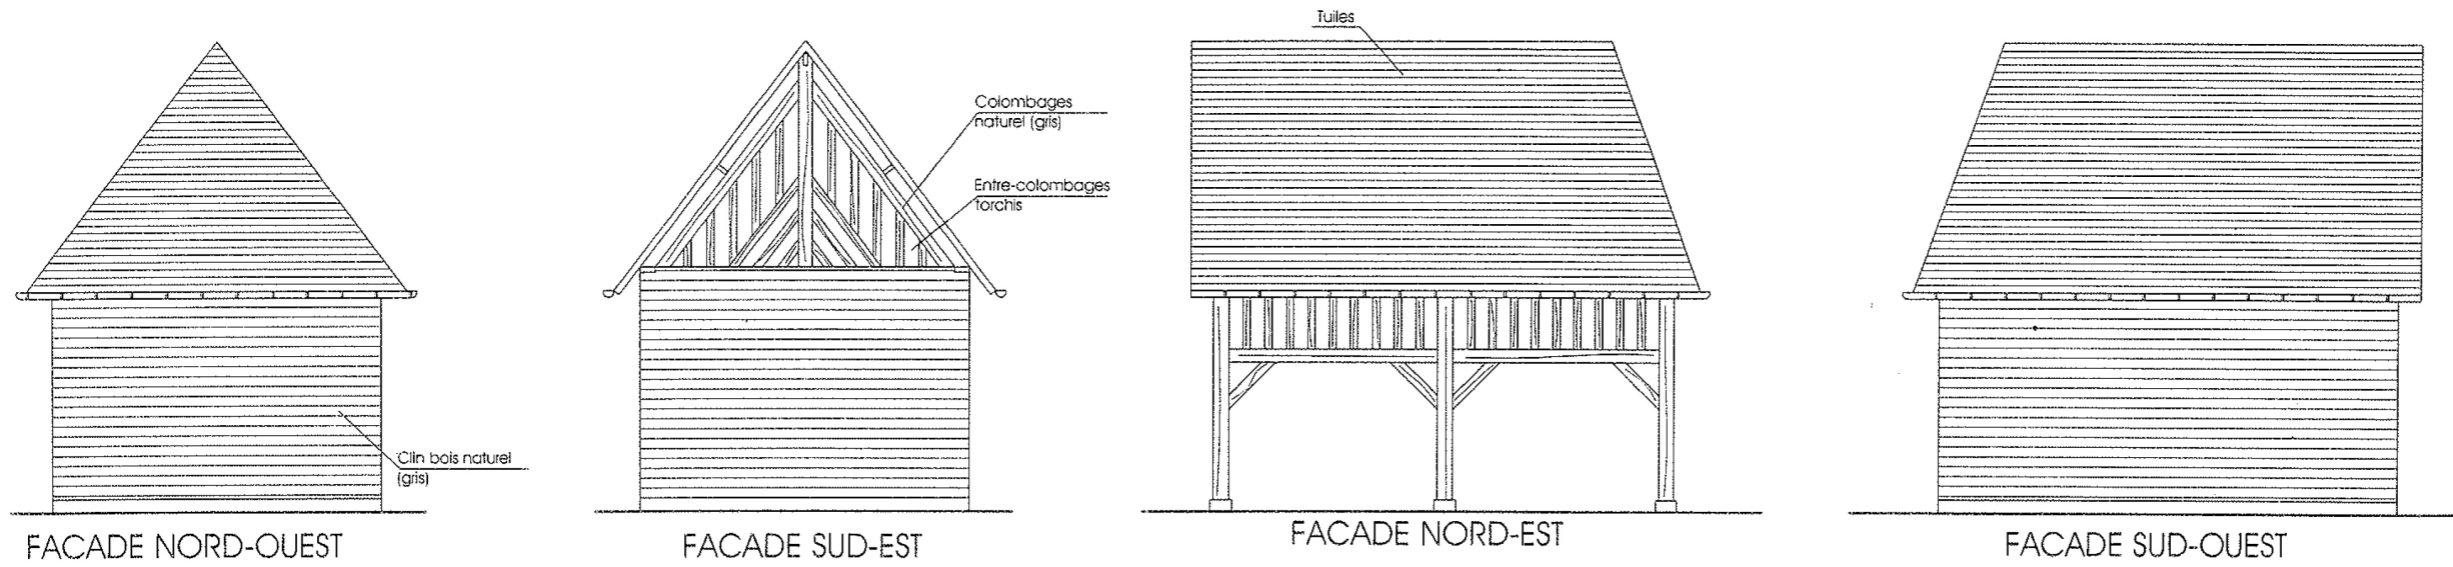 Tuiles
Colombages
naturel (gris)
Entre-colombages
torchis
Clin bois naturel
(gris)
FACADE NORD-OUEST
FACADE SUD-EST
FACADE NORD-EST
FACADE SUD-OUEST